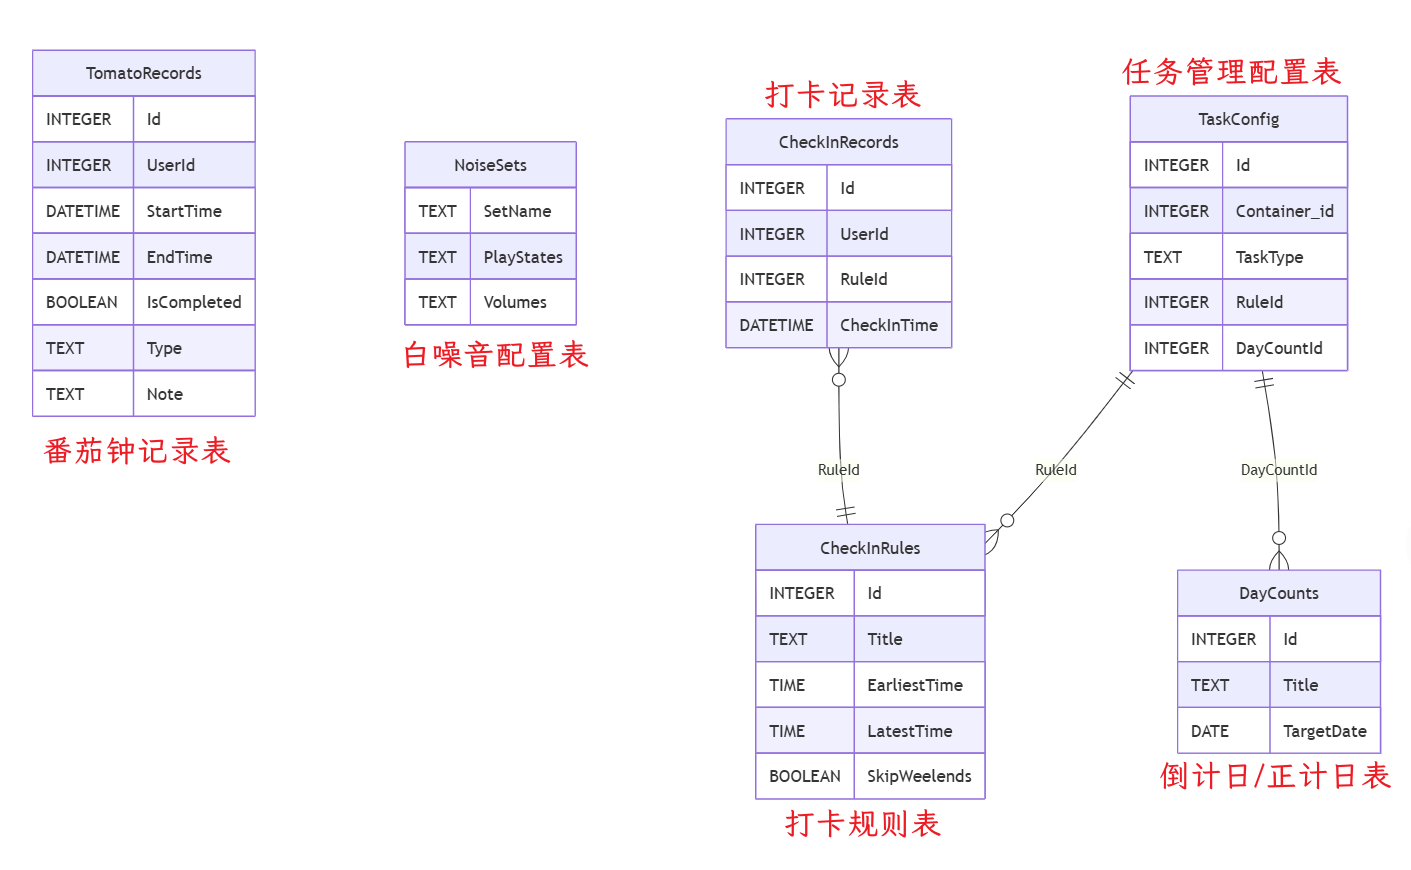 TomatoRecords
INTEGER Id
INTEGER UserId
DATETIME StartTime
DATETIME EndTime
BOOLEAN IsCompleted
TEXT Type
TEXT Note
番茄钟记录表
NoiseSets
TEXT SetName
TEXT PlayStates
TEXT Volumes
白噪音配置表
打卡记录表
CheckInRecords
INTEGER Id
INTEGER UserId
INTEGER RuleId
DATETIME CheckInTime
任务管理配置表
TaskConfig
INTEGER Id
INTEGER Container_id
TEXT TaskType
INTEGER RuleId
INTEGER DayCountId
RuleId
RuleId
DayCountId
CheckInRules
INTEGER Id
TEXT Title
TIME EarliestTime
TIME LatestTime
BOOLEAN SkipWeelends
打卡规则表
DayCounts
INTEGER Id
TEXT Title
DATE TargetDate
倒计日/正计日表